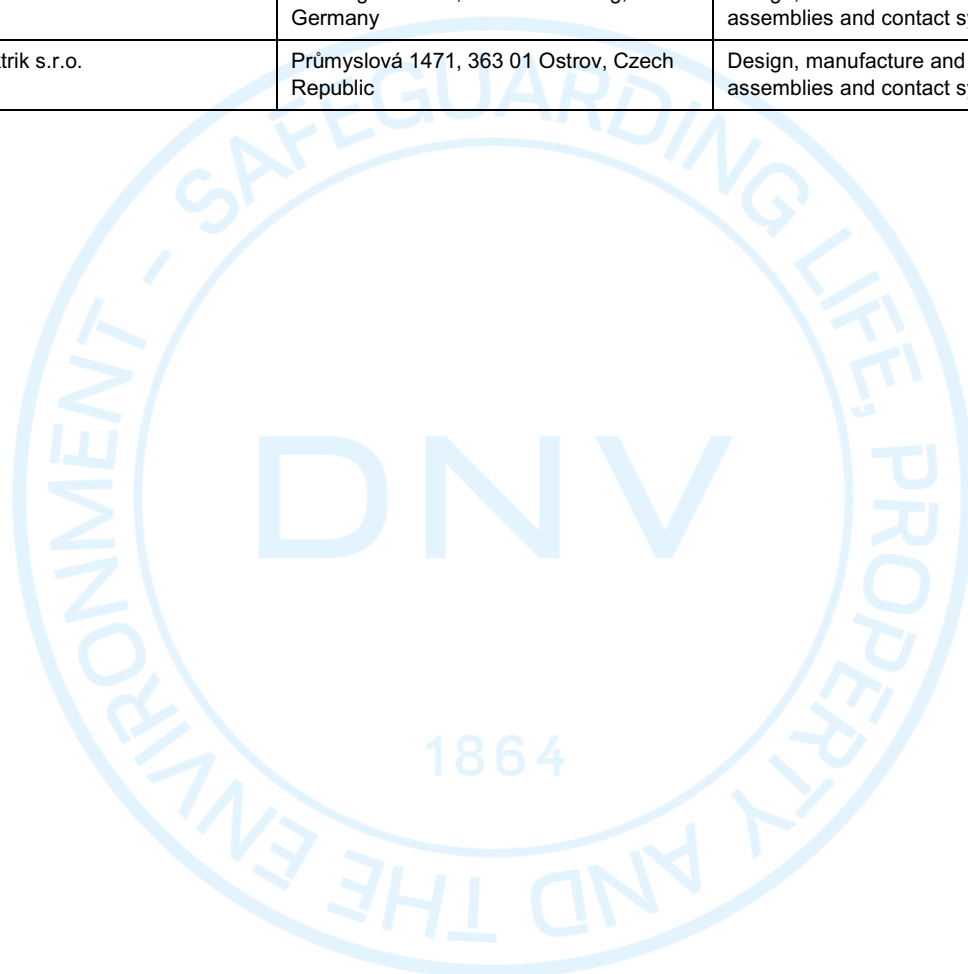 Germany
assemblies and contact
trik s.r.o.
Průmyslová 1471, 363 01 Ostrov, Czech
Republic
Design, manufacture and
assemblies and contact
SAFEGUARDING LIFE, PROPERTY AND THE ENVIRONMENT -
DNV
1864